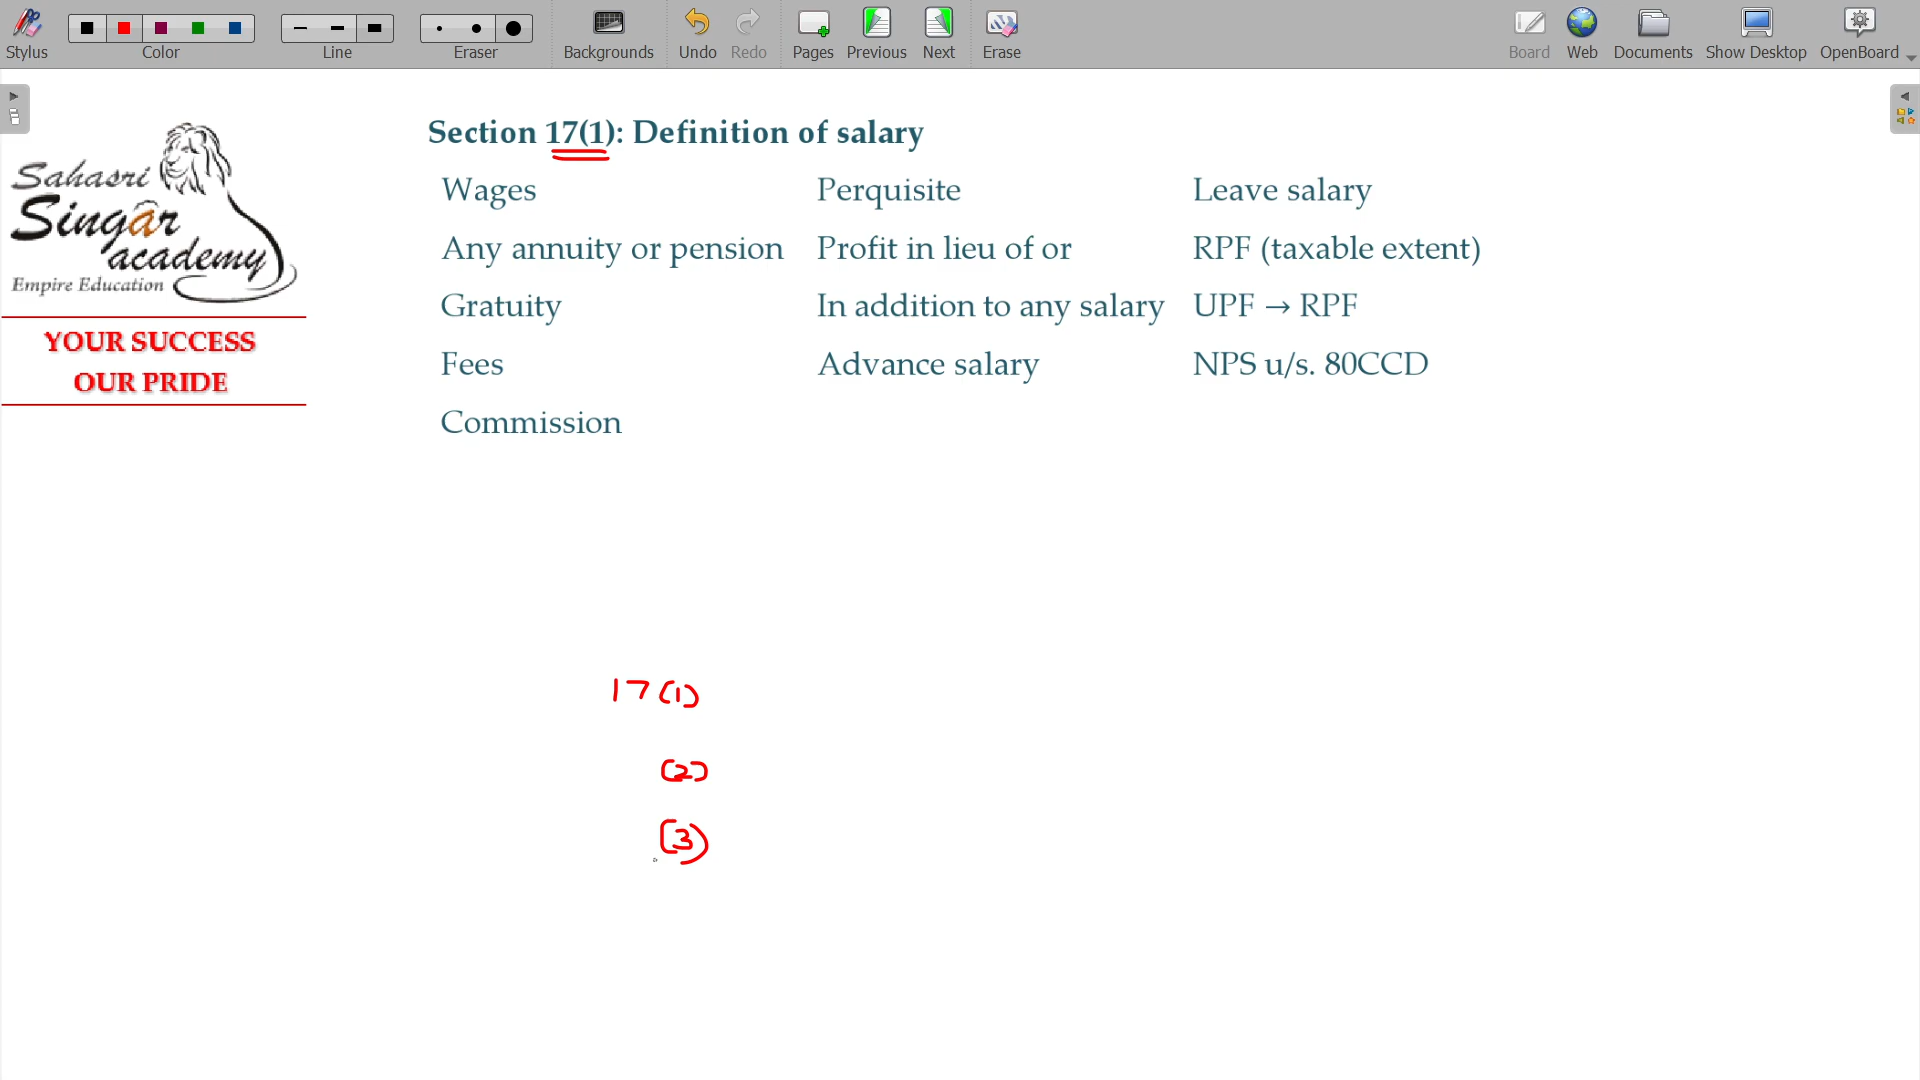 Stylus
Color
Line
Eraser
Backgrounds
Undo
Redo
Pages
Previous
Next
Erase
Board
Web
Documents
Show Desktop
OpenBoard
Sahasri
Singar
academy
Empire Education
YOUR SUCCESS
OUR PRIDE
Section 17(1): Definition of salary
Wages
Any annuity or pension
Gratuity
Fees
Commission
Perquisite
Profit in lieu of or
In addition to any salary
Advance salary
Leave salary
RPF (taxable extent)
UPF → RPF
NPS u/s. 80CCD
17(1)
(2)
(3)